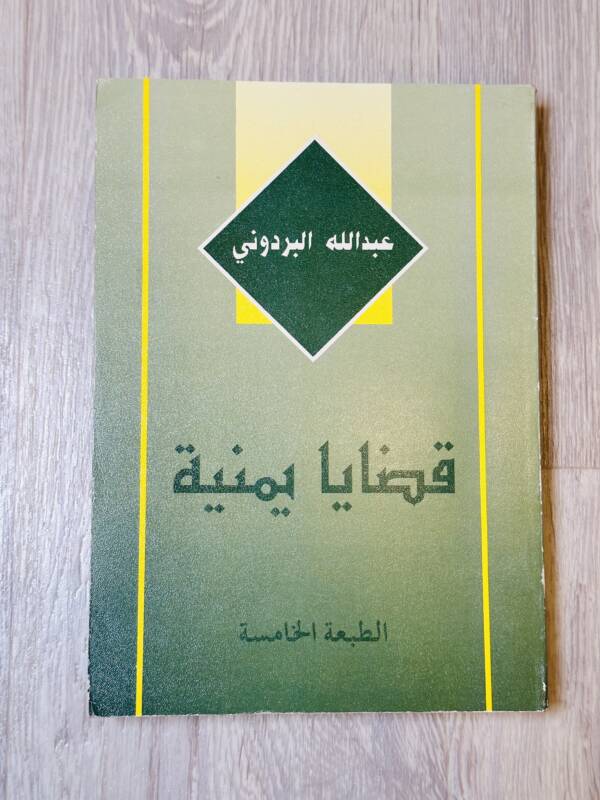 عبدالله البردوني
قضايا يمنية
الطبعة الخامسة